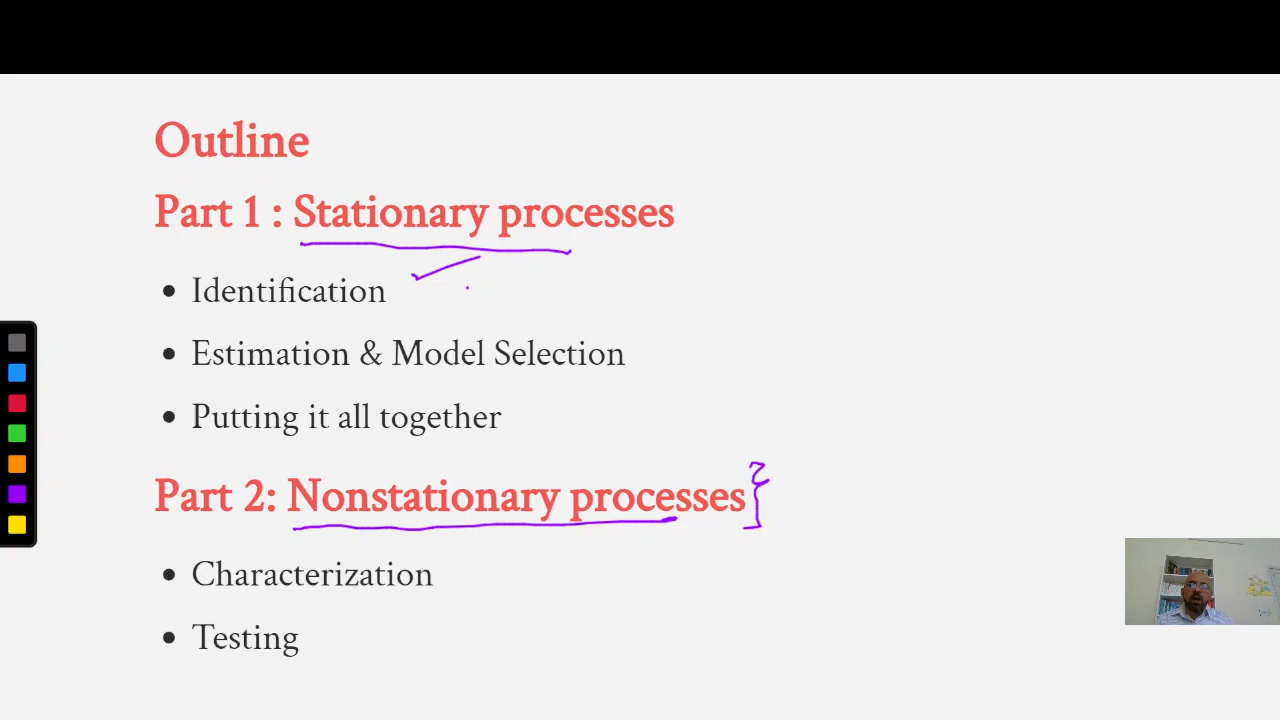 Outline
Part 1 : Stationary processes
• Identification
• Estimation & Model Selection
• Putting it all together
Part 2: Nonstationary processes
• Characterization
• Testing